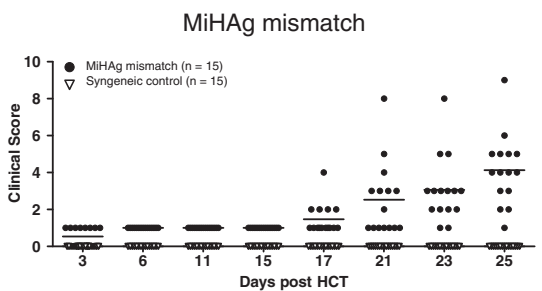 MiHAg mismatch
10
MiHAg mismatch (n = 15)
Syngeneic control (n = 15)
8
6
4
2
0
Clinical Score
3 6 11 15 17 21 23 25
Days post HCT